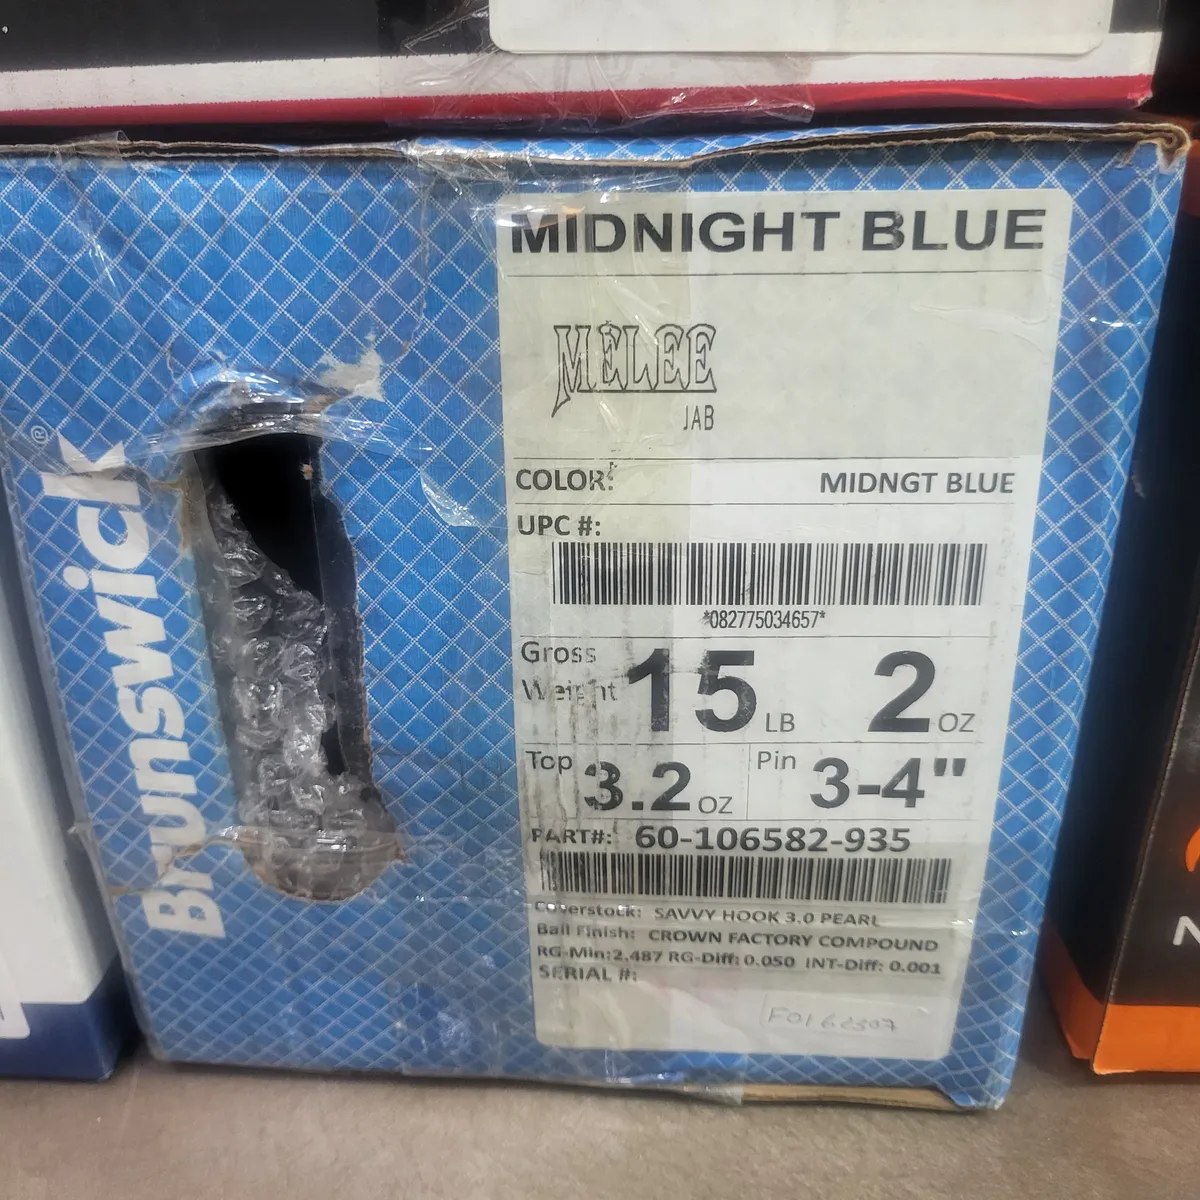 MIDNIGHT BLUE
MELEE
JAB
COLOR: MIDNGT BLUE
UPC #:
*082775034657*
Gross
Weight 15 LB 2 OZ
Top 3.2 OZ Pin 3-4"
PART#: 60-106582-935
Coverstock: SAVVY HOOK 3.0 PEARL
Ball Finish: CROWN FACTORY COMPOUND
RG-Min:2.487 RG-Diff: 0.050 INT-Diff: 0.001
SERIAL #:
Brunswick®
N